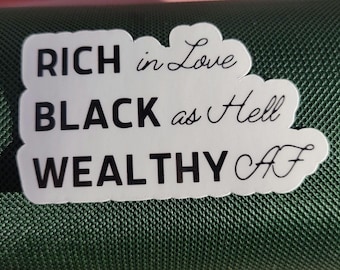 RICH in Love
BLACK as Hell
WEALTHY AF